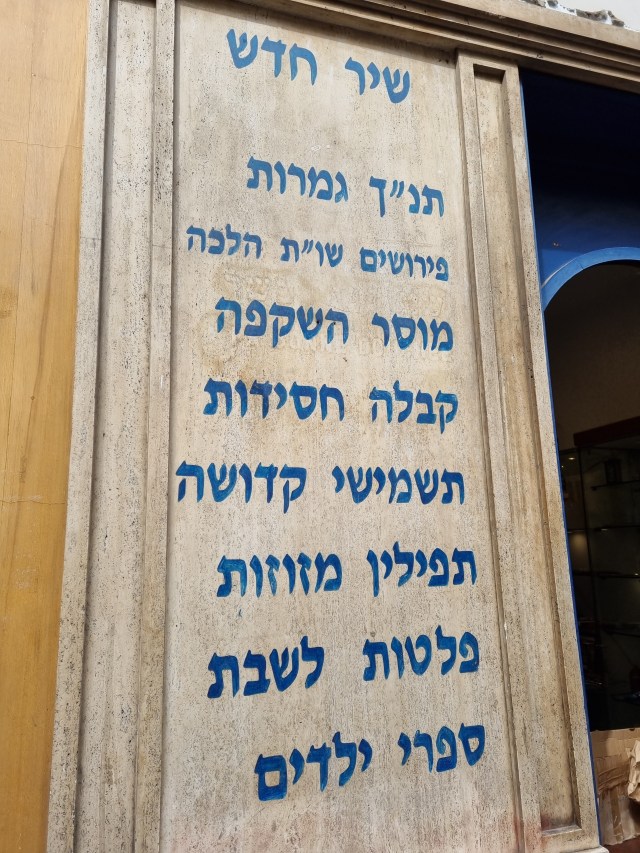 שיר חדש
תנ״ך גמרות
פירושים שו״ת הלכה
מוסר השקפה
קבלה חסידות
תשמישי קדושה
תפילין מזוזות
פלטות לשבת
ספרי ילדים